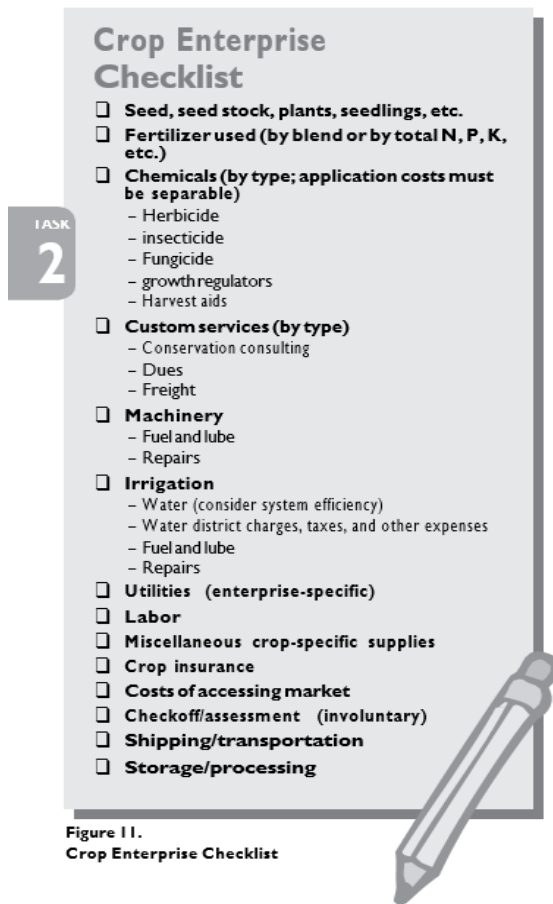 Crop Enterprise
Checklist
❑ Seed, seed stock, plants, seedlings, etc.
❑ Fertilizer used (by blend or by total N, P, K,
etc.)
❑ Chemicals (by type; application costs must
be separable)
– Herbicide
– insecticide
– Fungicide
– growth regulators
– Harvest aids
TASK
2
❑ Custom services (by type)
– Conservation consulting
– Dues
– Freight
❑ Machinery
– Fuel and lube
– Repairs
❑ Irrigation
– Water (consider system efficiency)
– Water district charges, taxes, and other expenses
– Fuel and lube
– Repairs
❑ Utilities (enterprise-specific)
❑ Labor
❑ Miscellaneous crop-specific supplies
❑ Crop insurance
❑ Costs of accessing market
❑ Checkoff/assessment (involuntary)
❑ Shipping/transportation
❑ Storage/processing
Figure 11.
Crop Enterprise Checklist